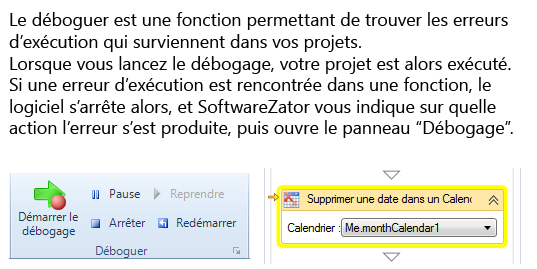 Le déboguer est une fonction permettant de trouver les erreurs
d’exécution qui surviennent dans vos projets.
Lorsque vous lancez le débogage, votre projet est alors exécuté.
Si une erreur d’exécution est rencontrée dans une fonction, le
logiciel s’arrête alors, et SoftwareZator vous indique sur quelle
action l’erreur s’est produite, puis ouvre le panneau “Débogage”.
Démarrer le
débogage
Pause
Reprendre
Arrêter
Redémarrer
Déboguer
Supprimer une date dans un Calend
Calendrier : Me.monthCalendar1